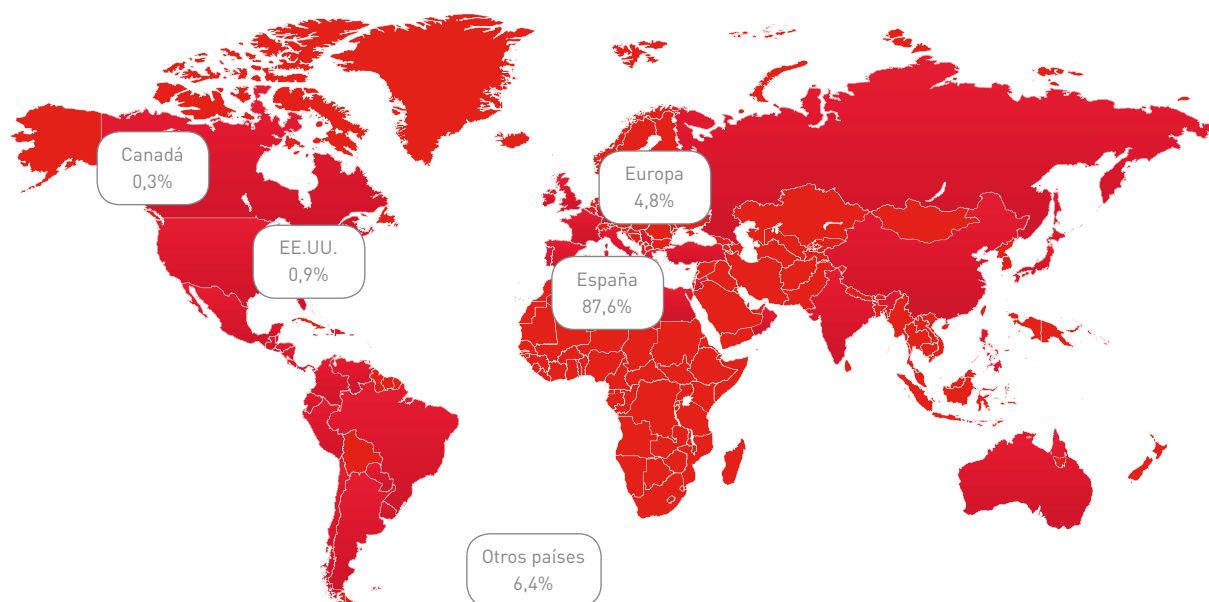 Canadá
0,3%
Europa
4,8%
EE.UU.
0,9%
España
87,6%
Otros países
6,4%